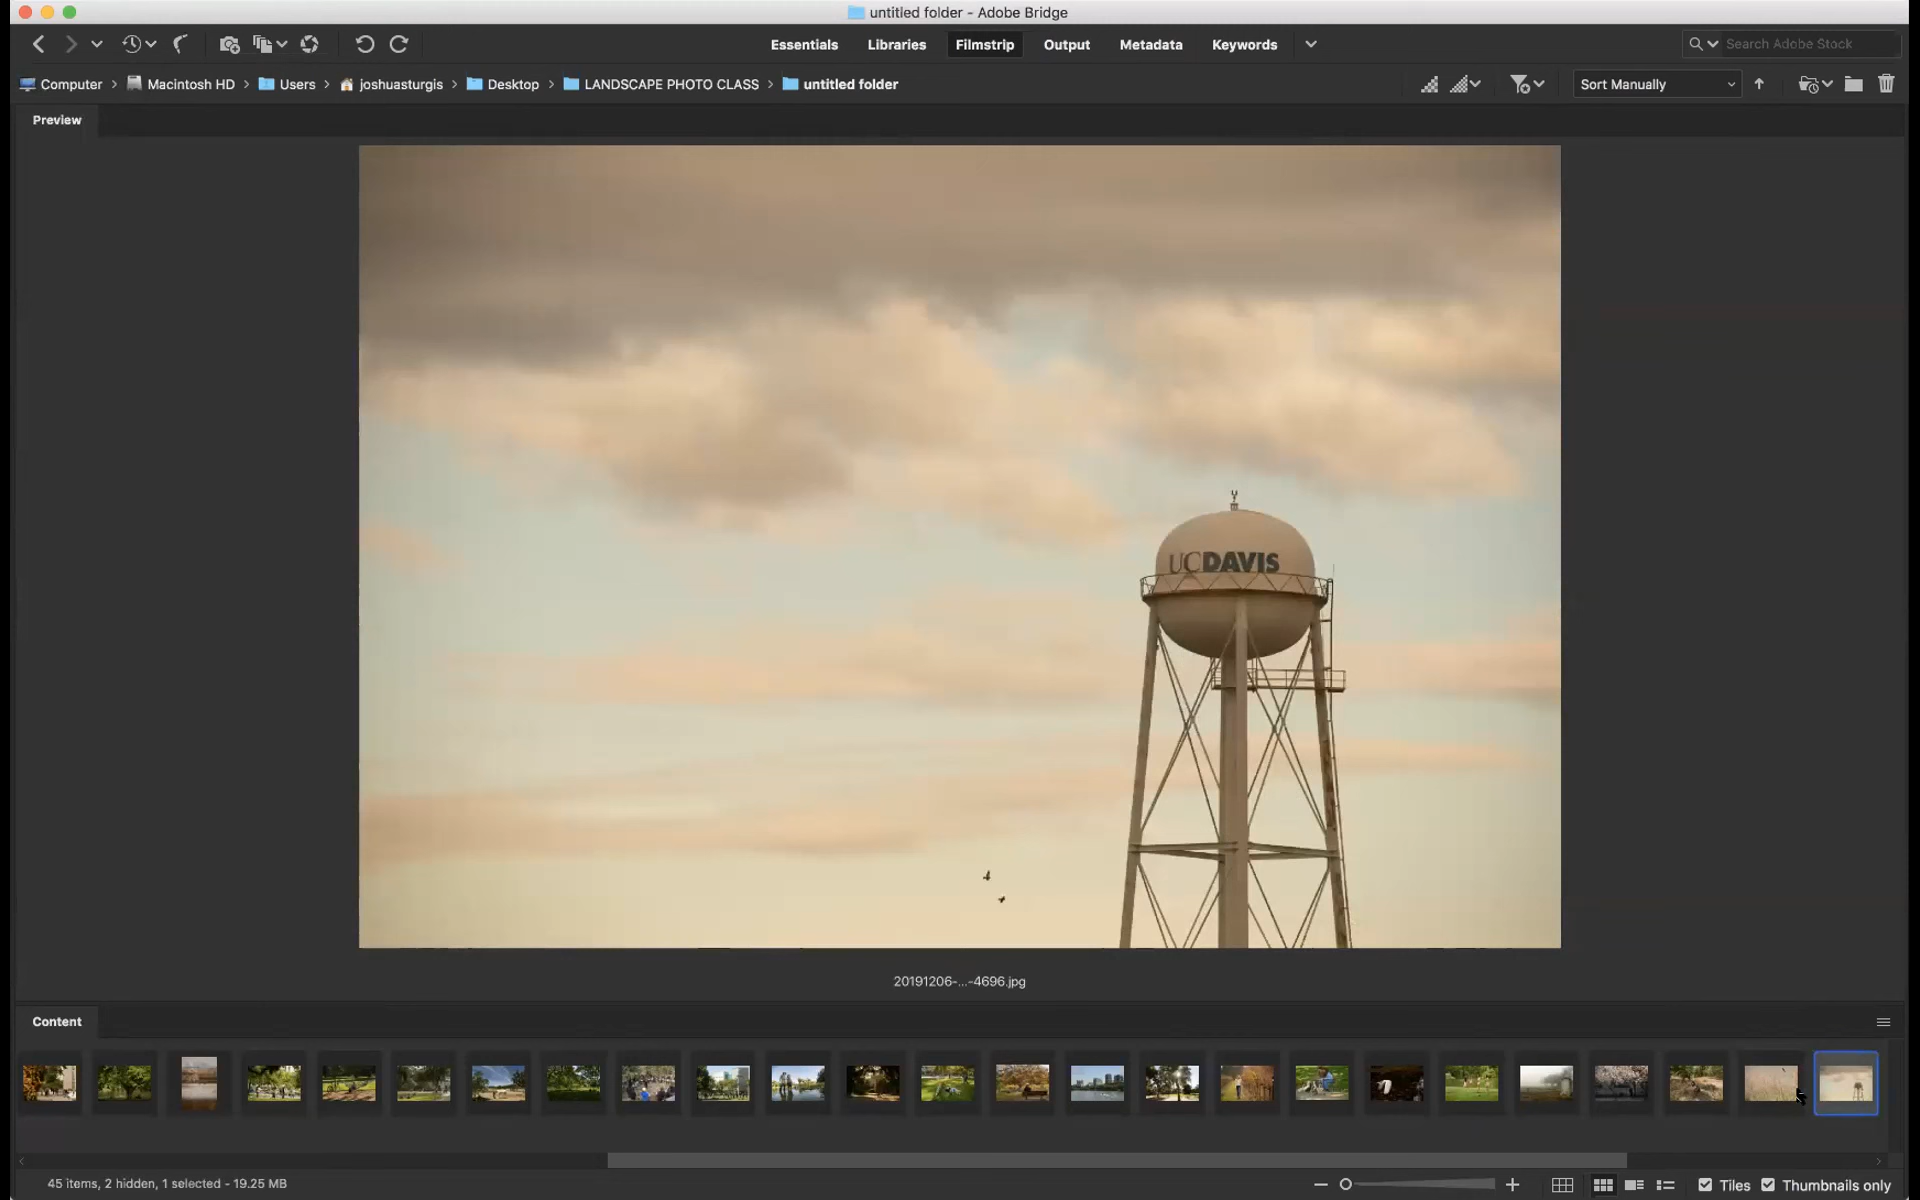 untitled folder - Adobe Bridge
Essentials Libraries Filmstrip Output Metadata Keywords
Search Adobe Stock
Computer Macintosh HD Users joshuasturgis Desktop LANDSCAPE PHOTO CLASS untitled folder
Sort Manually
Preview
UCDAVIS
20191206-...-4696.jpg
Content
45 items, 2 hidden, 1 selected - 19.25 MB
Tiles Thumbnails only